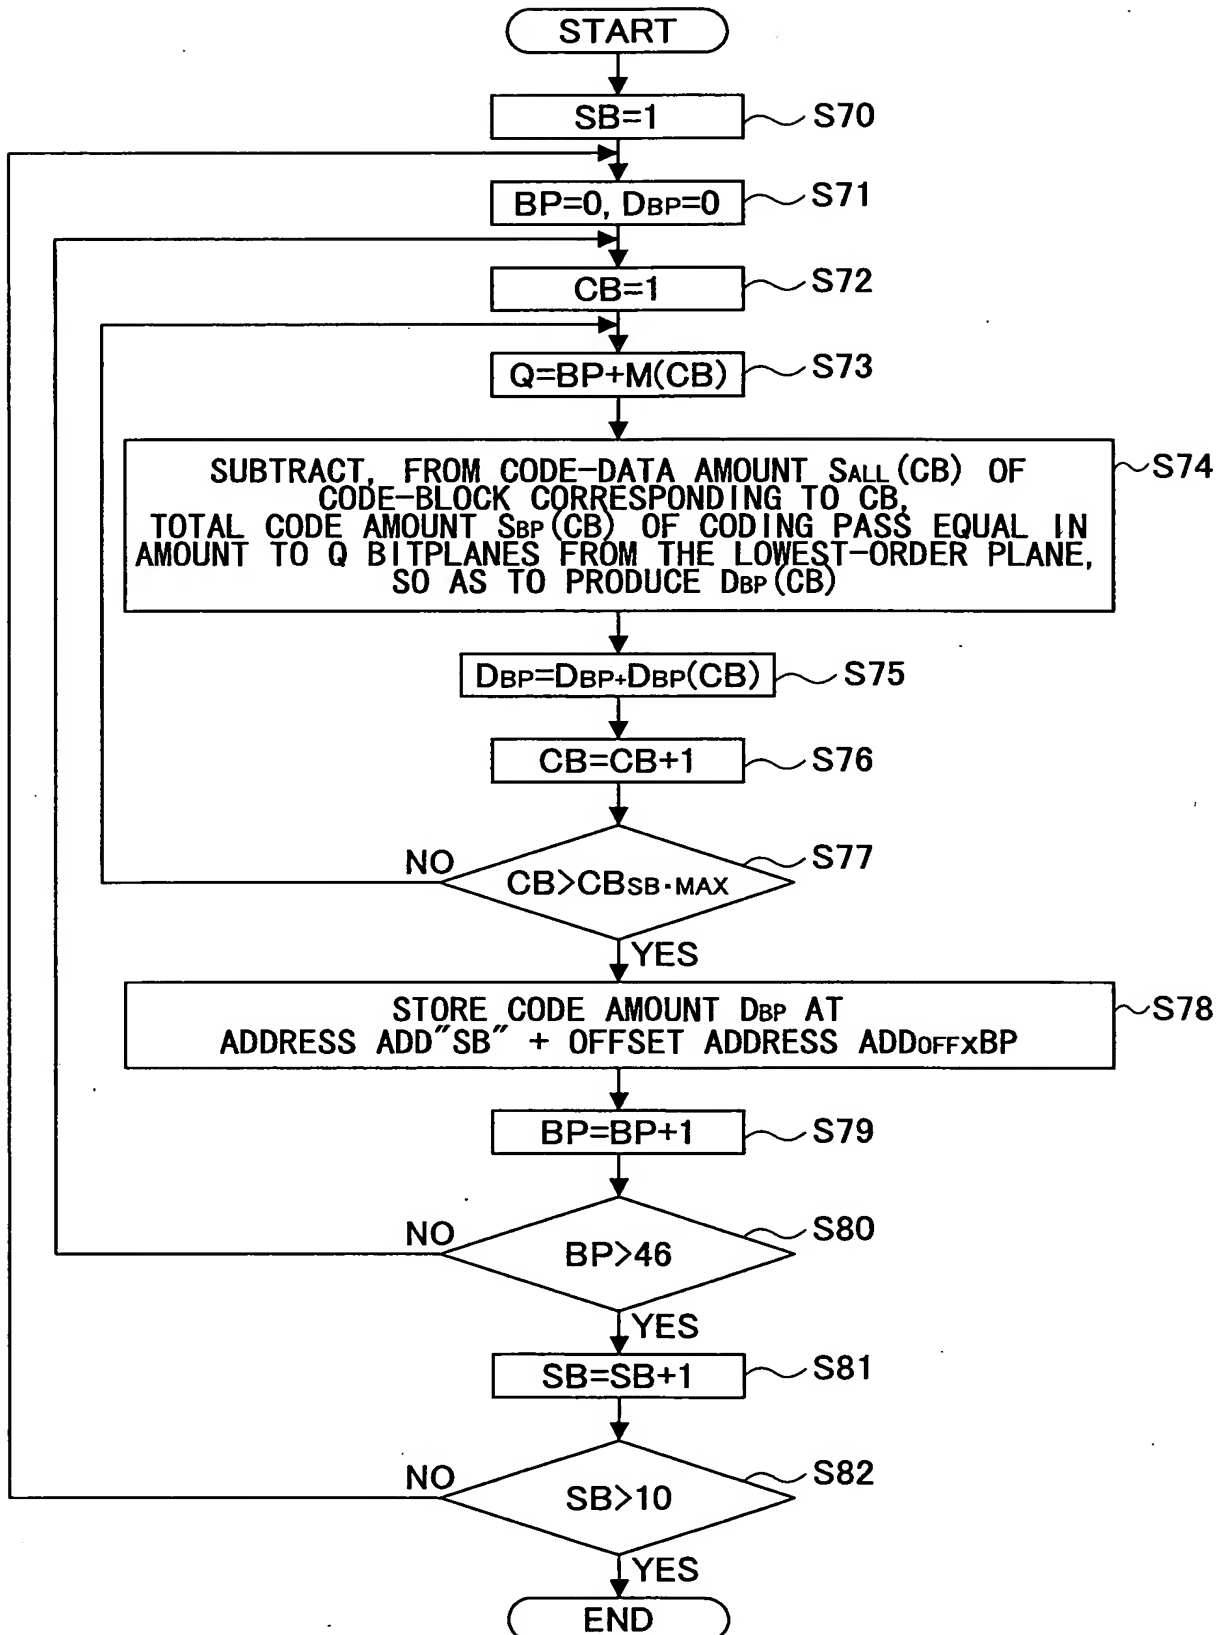 START
SB=1
S70
BP=0, DBP=0
S71
CB=1
S72
Q=BP+M(CB)
S73
SUBTRACT, FROM CODE-DATA AMOUNT SALL(CB) OF
CODE-BLOCK CORRESPONDING TO CB,
TOTAL CODE AMOUNT SBP(CB) OF CODING PASS EQUAL IN
AMOUNT TO Q BITPLANES FROM THE LOWEST-ORDER PLANE,
SO AS TO PRODUCE DBP(CB)
S74
DBP=DBP+DBP(CB)
S75
CB=CB+1
S76
NO
CB>CBSB·MAX
S77
YES
STORE CODE AMOUNT DBP AT
ADDRESS ADD"SB" + OFFSET ADDRESS ADDOFFxBP
S78
BP=BP+1
S79
NO
BP>46
S80
YES
SB=SB+1
S81
NO
SB>10
S82
YES
END